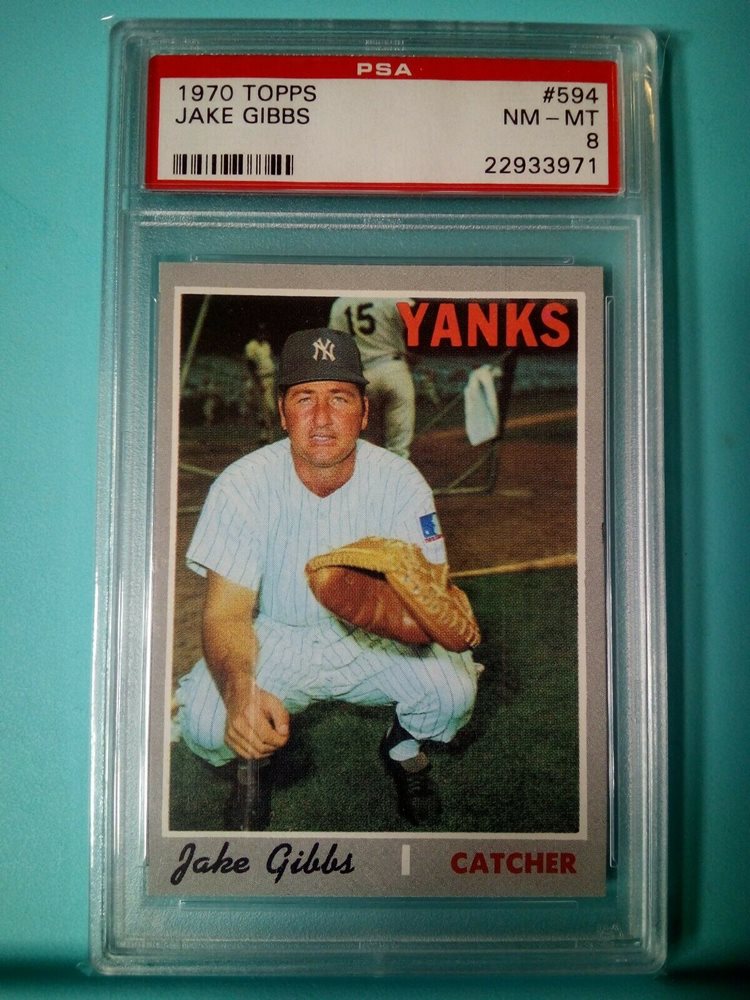 PSA
1970 TOPPS #594
JAKE GIBBS NM - MT
8
22933971
15 YANKS
NY
Jake Gibbs CATCHER